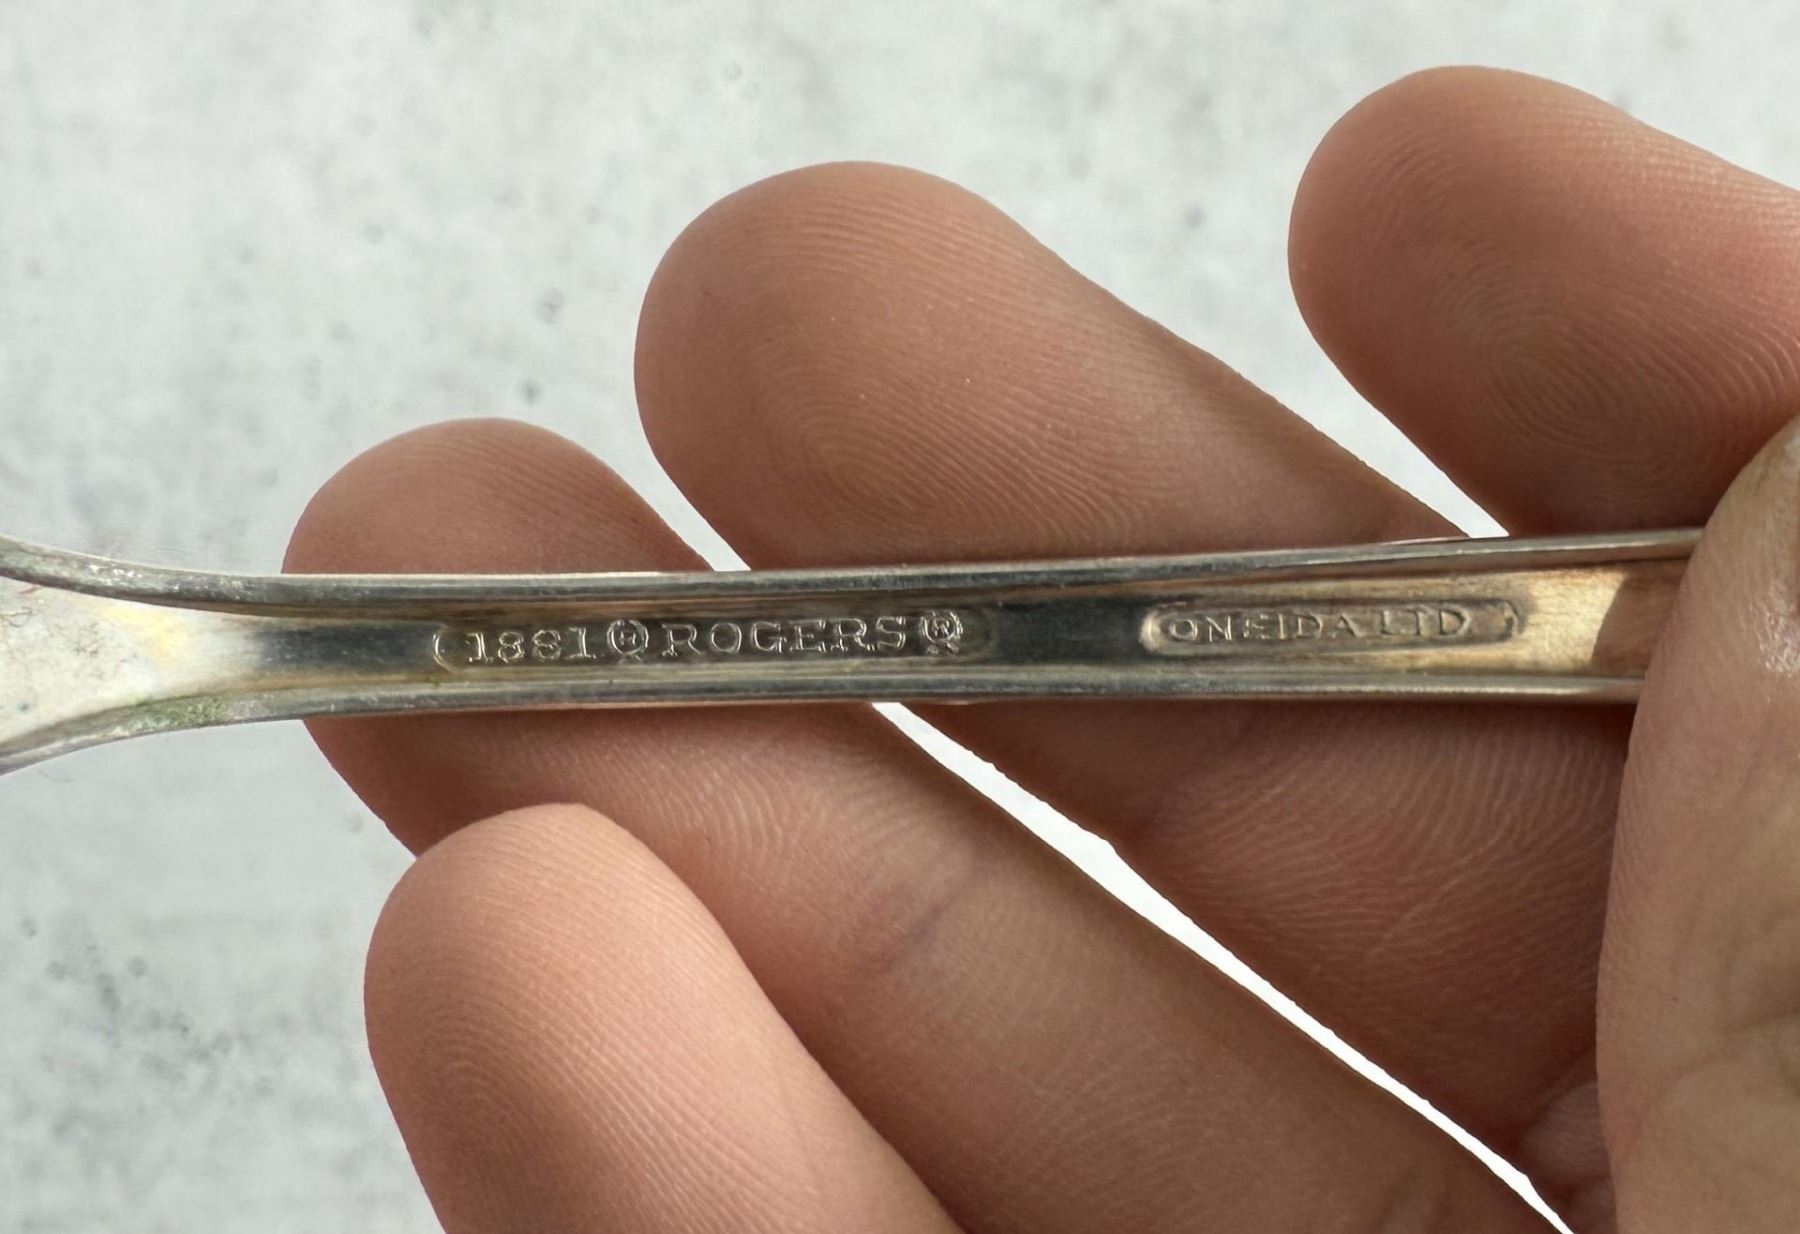 1881 ® ROGERS ®
ONEIDA LTD